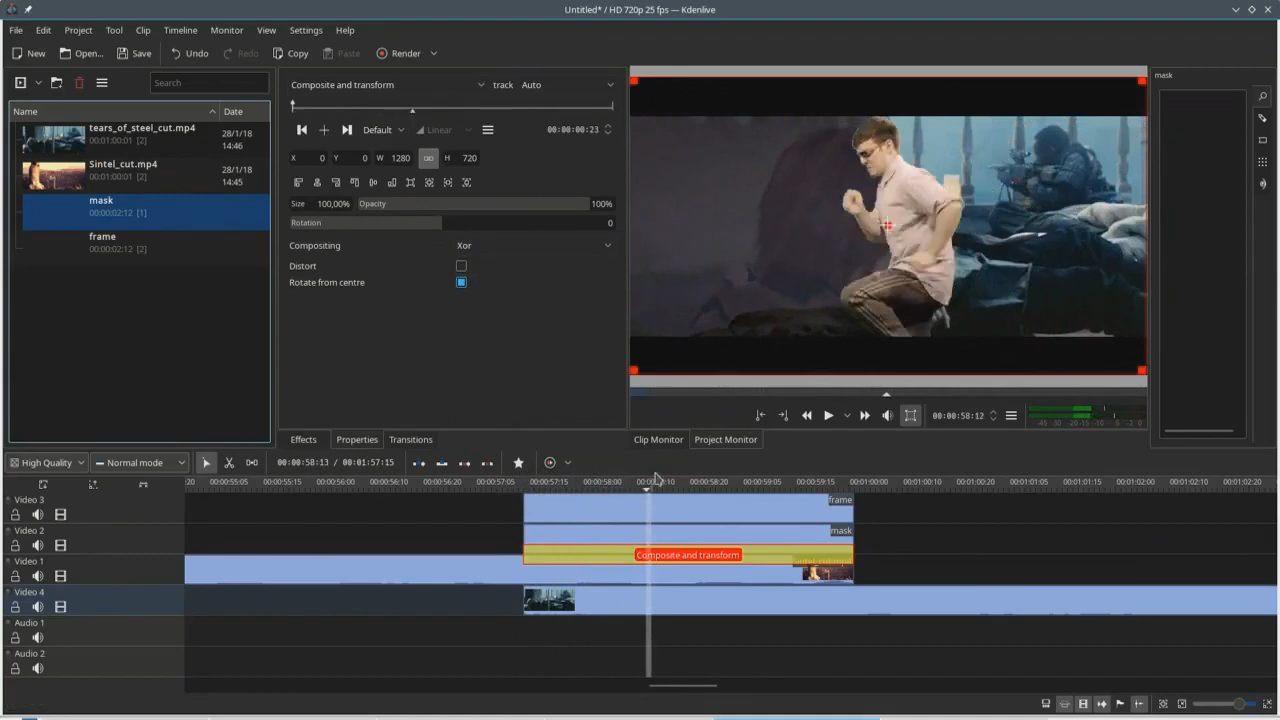 Untitled* / HD 720p 25 fps — Kdenlive
File Edit Project Tool Clip Timeline Monitor View Settings Help
New Open... Save Undo Redo Copy Paste Render
Search
Name Date
tears_of_steel_cut.mp4
00:01:00:01 [2]
28/1/18
14:46
Sintel_cut.mp4
00:01:00:01 [2]
28/1/18
14:45
mask
00:00:02:12 [1]
frame
00:00:02:12 [2]
Composite and transform track Auto
Default Linear 00:00:00:23
X 0 Y 0 W 1280 H 720
Size 100,00% Opacity 100%
Rotation 0
Compositing Xor
Distort
Rotate from centre
Effects Properties Transitions
mask
00:00:58:12
-45 -30 -20 -15 -10 -5 -2 0
Clip Monitor Project Monitor
High Quality Normal mode 00:00:58:13 / 00:01:57:15
:20 00:00:55:05 00:00:55:15 00:00:56:00 00:00:56:10 00:00:56:20 00:00:57:05 00:00:57:15 00:00:58:00 00:00:58:10 00:00:58:20 00:00:59:05 00:00:59:15 00:01:00:00 00:01:00:10 00:01:00:20 00:01:01:05 00:01:01:15 00:01:02:00 00:01:02:10 00:01:02:20
Video 3
frame
Video 2
mask
Composite and transform
Video 1
Sintel_cut.mp4
Video 4
Audio 1
Audio 2